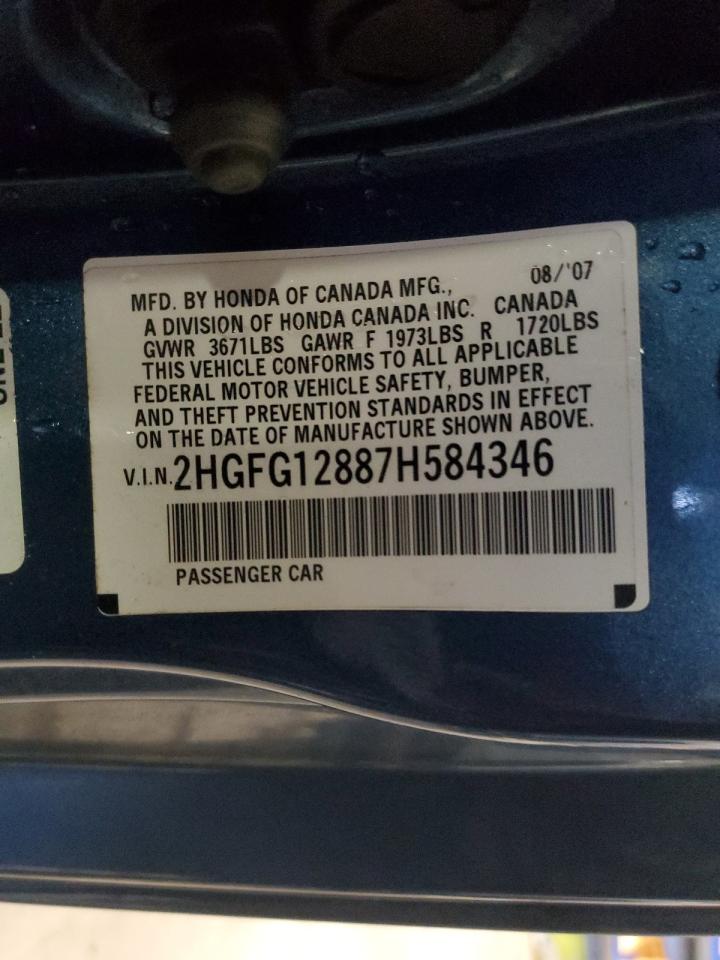 08/'07
MFD. BY HONDA OF CANADA MFG.,
A DIVISION OF HONDA CANADA INC. CANADA
GVWR 3671LBS GAWR F 1973LBS R 1720LBS
THIS VEHICLE CONFORMS TO ALL APPLICABLE
FEDERAL MOTOR VEHICLE SAFETY, BUMPER,
AND THEFT PREVENTION STANDARDS IN EFFECT
ON THE DATE OF MANUFACTURE SHOWN ABOVE.
V.I.N. 2HGFG12887H584346
PASSENGER CAR